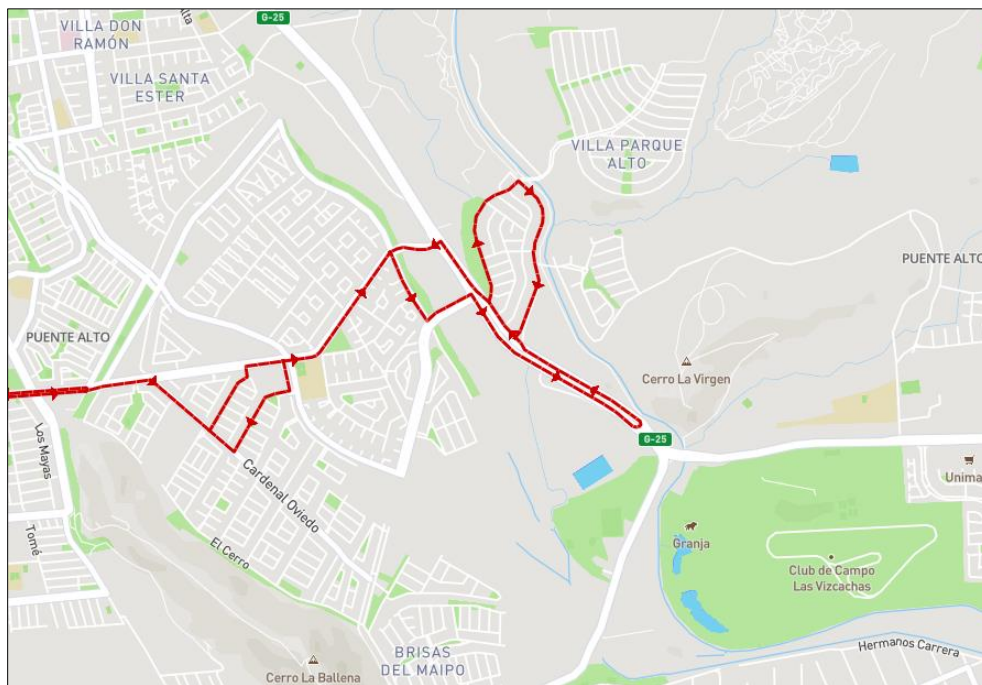 G-25
Alta
VILLA DON
RAMÓN
VILLA SANTA
ESTER
VILLA PARQUE
ALTO
PUENTE ALTO
PUENTE ALTO
Cerro La Virgen
Los Mayas
G-25
Cardenal Oviedo
Unima
Tomé
El Cerro
Granja
Club de Campo
Las Vizcachas
BRISAS
DEL MAIPO
Hermanos Carrera
Cerro La Ballena